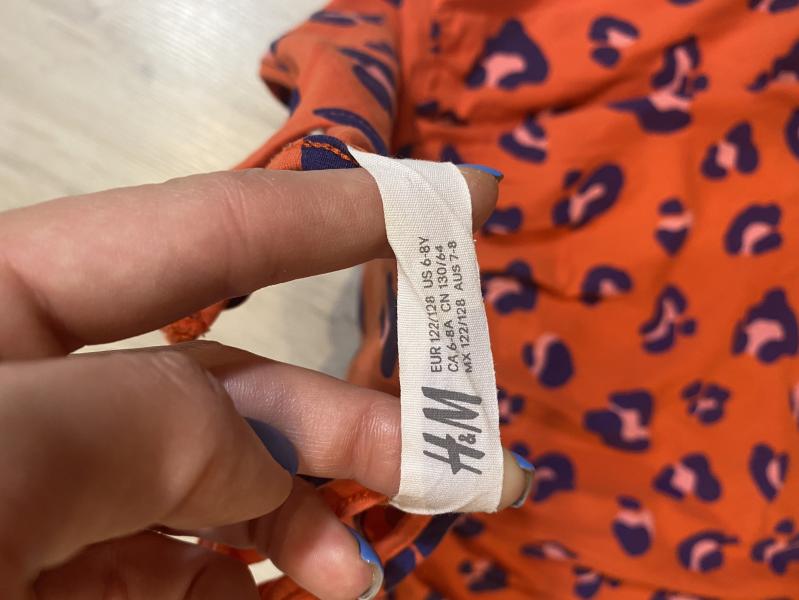 H&M
EUR 122/128 US 6-8Y
CA 6-8A CN 130/64
MX 122/128 AUS 7-8